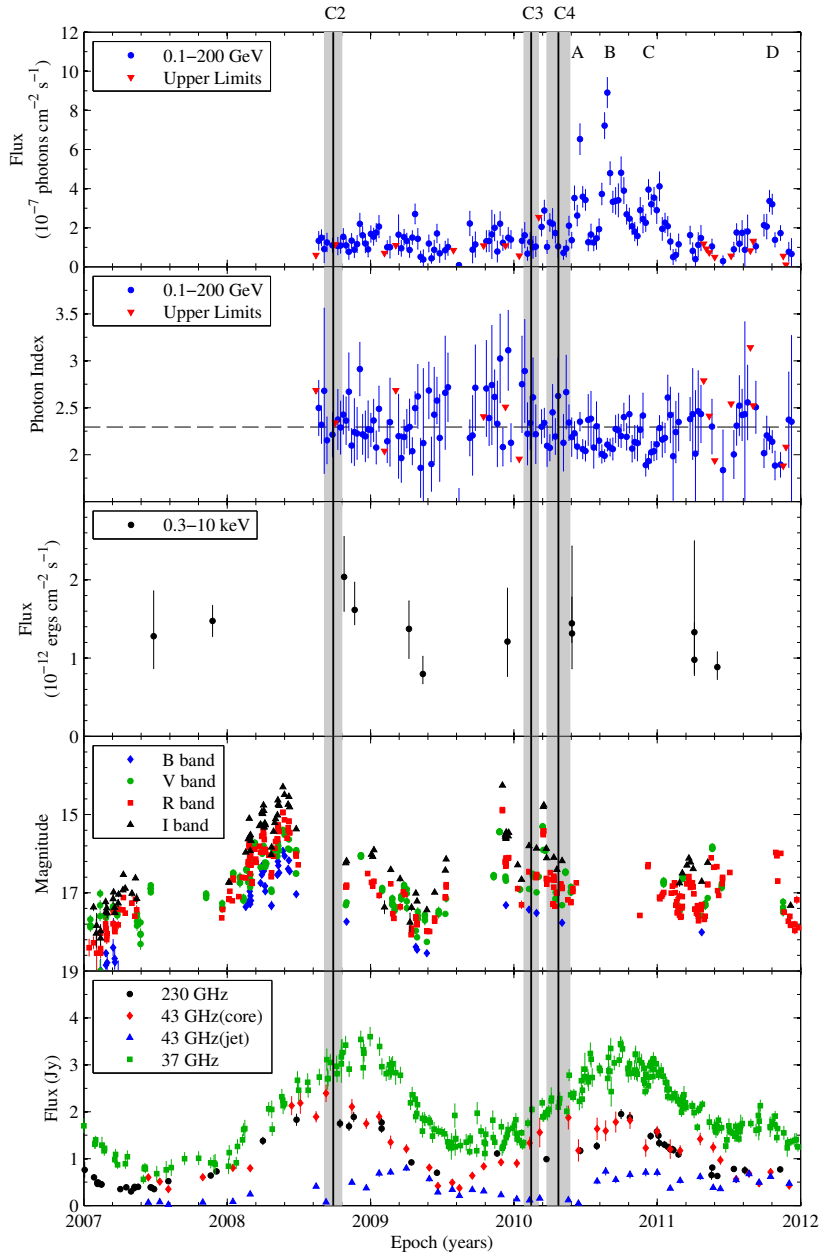 C2 C3 C4
12
10
8
6
4
2
0
Flux
(10⁻⁷ photons cm⁻² s⁻¹)
0.1−200 GeV
Upper Limits
A B C D
3.5
3
2.5
2
Photon Index
0.1−200 GeV
Upper Limits
2
1
0
Flux
(10⁻¹² ergs cm⁻² s⁻¹)
0.3−10 keV
15
17
19
Magnitude
B band
V band
R band
I band
4
3
2
1
0
Flux (Jy)
230 GHz
43 GHz(core)
43 GHz(jet)
37 GHz
2007 2008 2009 2010 2011 2012
Epoch (years)